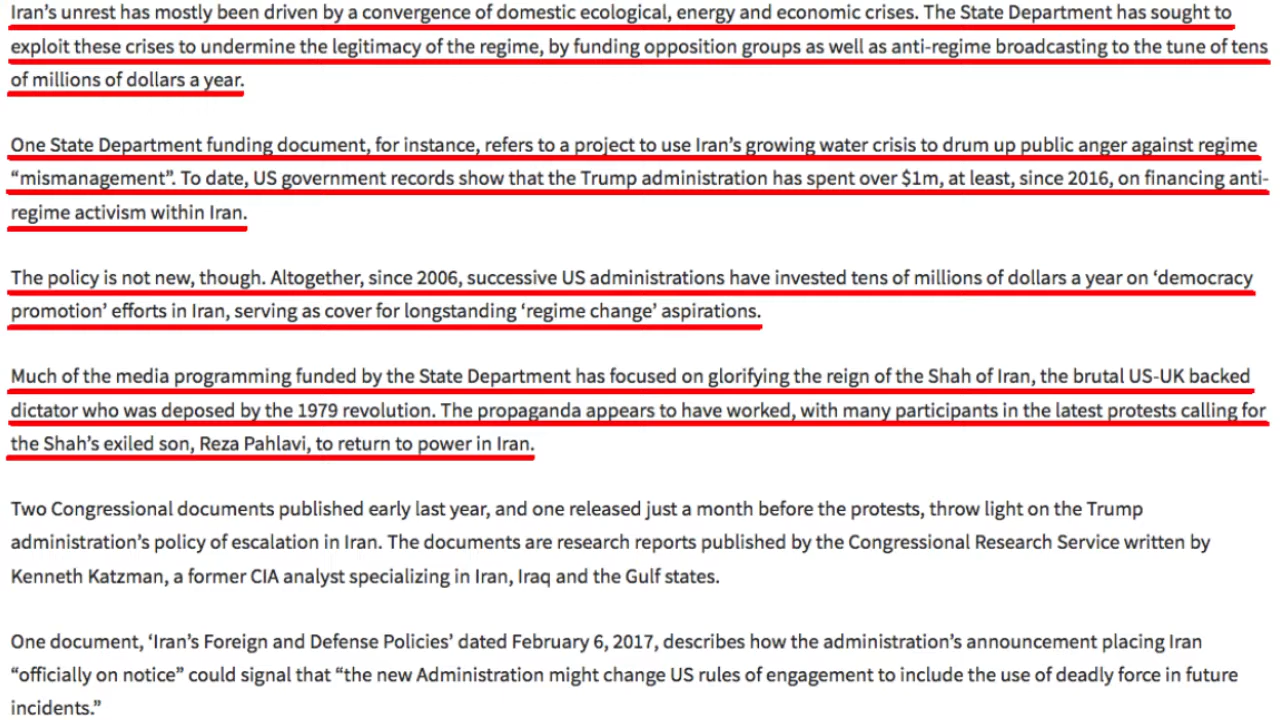 Iran’s unrest has mostly been driven by a convergence of domestic ecological, energy and economic crises. The State Department has sought to
exploit these crises to undermine the legitimacy of the regime, by funding opposition groups as well as anti-regime broadcasting to the tune of tens
of millions of dollars a year.
One State Department funding document, for instance, refers to a project to use Iran’s growing water crisis to drum up public anger against regime
“mismanagement”. To date, US government records show that the Trump administration has spent over $1m, at least, since 2016, on financing anti-
regime activism within Iran.
The policy is not new, though. Altogether, since 2006, successive US administrations have invested tens of millions of dollars a year on ‘democracy
promotion’ efforts in Iran, serving as cover for longstanding ‘regime change’ aspirations.
Much of the media programming funded by the State Department has focused on glorifying the reign of the Shah of Iran, the brutal US-UK backed
dictator who was deposed by the 1979 revolution. The propaganda appears to have worked, with many participants in the latest protests calling for
the Shah’s exiled son, Reza Pahlavi, to return to power in Iran.
Two Congressional documents published early last year, and one released just a month before the protests, throw light on the Trump
administration’s policy of escalation in Iran. The documents are research reports published by the Congressional Research Service written by
Kenneth Katzman, a former CIA analyst specializing in Iran, Iraq and the Gulf states.
One document, ‘Iran’s Foreign and Defense Policies’ dated February 6, 2017, describes how the administration’s announcement placing Iran
“officially on notice” could signal that “the new Administration might change US rules of engagement to include the use of deadly force in future
incidents.”